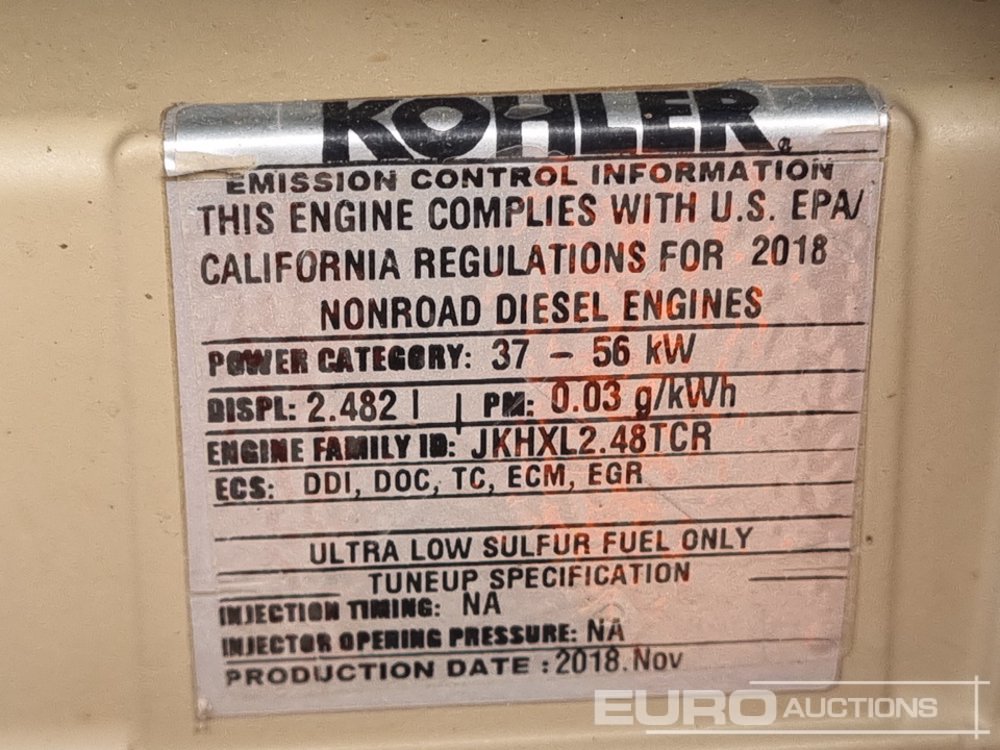 KOHLER®
EMISSION CONTROL INFORMATION
THIS ENGINE COMPLIES WITH U.S. EPA/
CALIFORNIA REGULATIONS FOR 2018
NONROAD DIESEL ENGINES
POWER CATEGORY: 37 – 56 kW
DISPL: 2.482 l | PM: 0.03 g/kWh
ENGINE FAMILY ID: JKHXL2.48TCR
ECS: DDI, DOC, TC, ECM, EGR
ULTRA LOW SULFUR FUEL ONLY
TUNEUP SPECIFICATION
INJECTION TIMING: NA
INJECTOR OPENING PRESSURE: NA
PRODUCTION DATE : 2018.Nov
EURO AUCTIONS